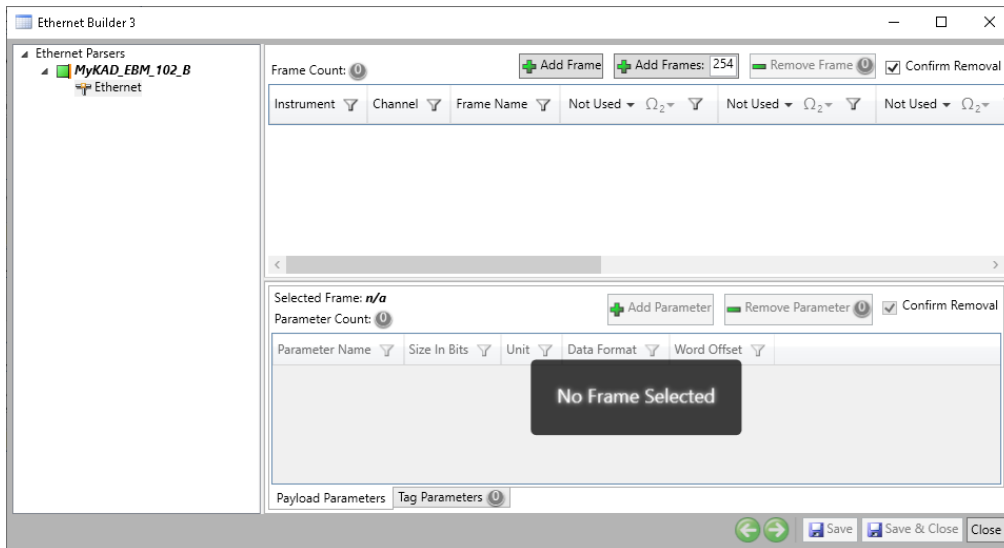 Ethernet Builder 3
Ethernet Parsers
MyKAD_EBM_102_B
Ethernet
Frame Count: 0 Add Frame Add Frames: 254 Remove Frame 0 Confirm Removal
Instrument Channel Frame Name Not Used Ω2 Not Used Ω2 Not Used Ω2
Selected Frame: n/a
Parameter Count: 0 Add Parameter Remove Parameter 0 Confirm Removal
Parameter Name Size In Bits Unit Data Format Word Offset
No Frame Selected
Payload Parameters Tag Parameters 0
Save Save & Close Close